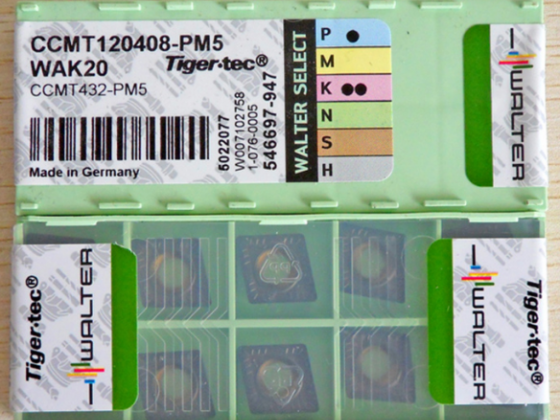 CCMT120408-PM5
WAK20 Tiger·tec®
CCMT432-PM5
Made in Germany
5022077
W007102758
1-076-0005
546697-947
WALTER SELECT
P ●
M
K ●●
N
S
H
WALTER
Tiger·tec®
WALTER
WALTER
Tiger·tec®